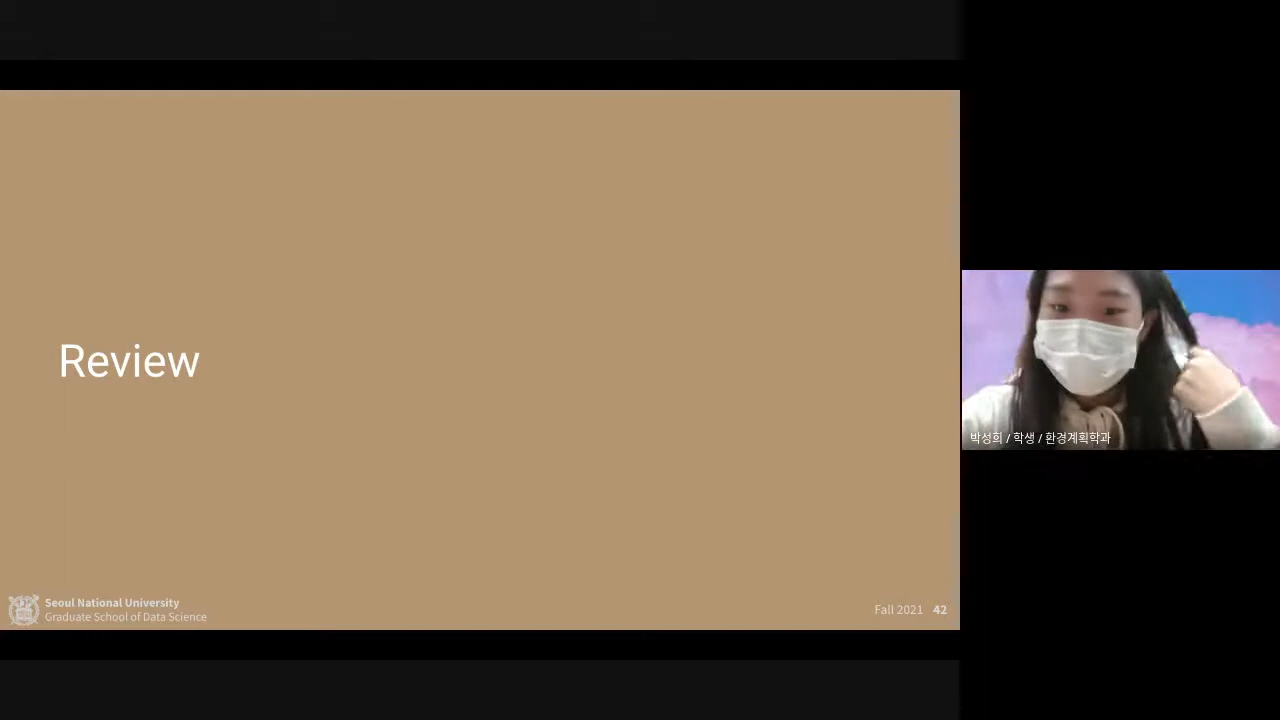 Review
박성희 / 학생 / 환경계획학과
Seoul National University
Graduate School of Data Science
Fall 2021 42